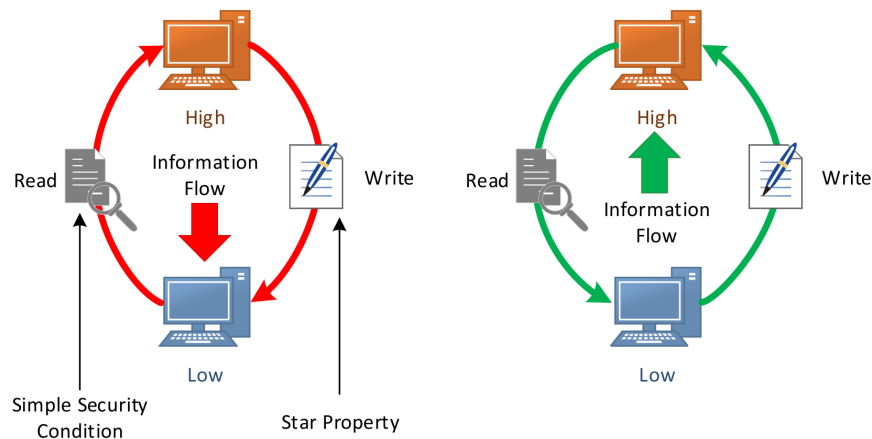 High
Information
Flow
Read
Write
Low
Simple Security
Condition
Star Property
High
Read
Write
Information
Flow
Low